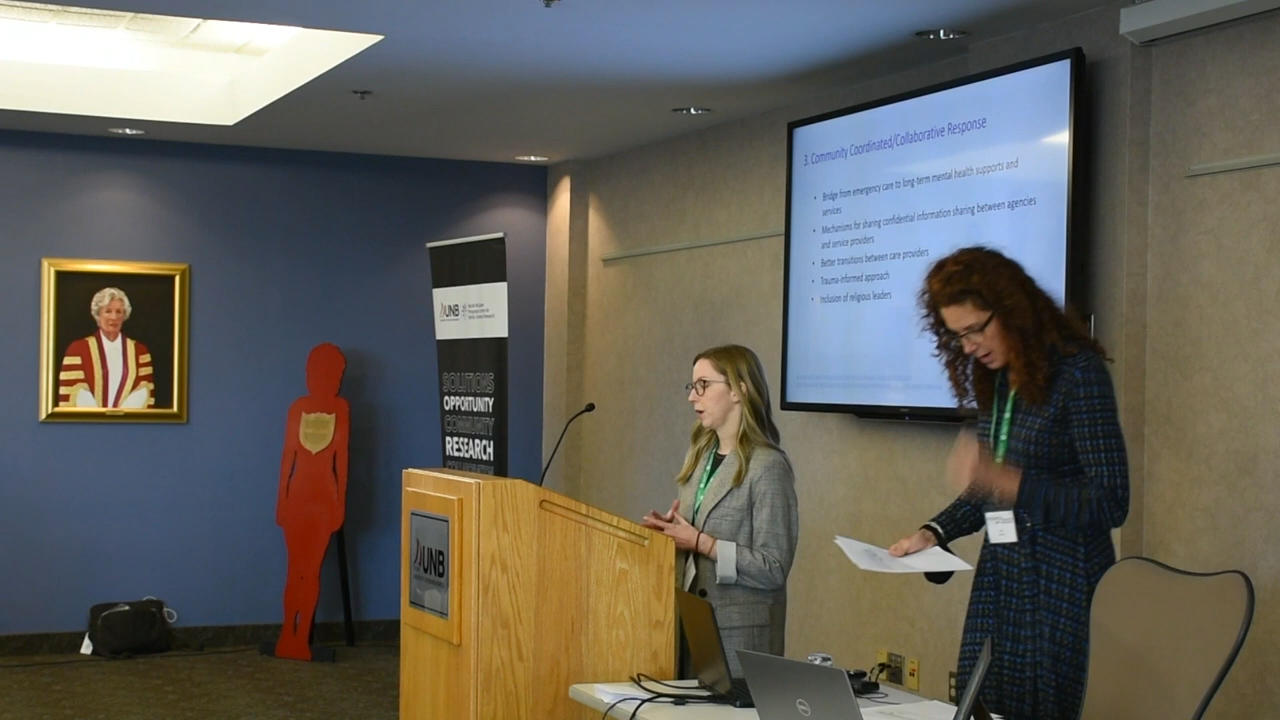 3. Community Coordinated/Collaborative Response
• Bridge from emergency care to long-term mental health supports and
services
• Mechanisms for sharing confidential information sharing between agencies
and service providers
• Better transitions between care providers
• Trauma-informed approach
• Inclusion of religious leaders
UNB
SOLUTIONS
OPPORTUNITY
COMMUNITY
RESEARCH
UNB
DELL